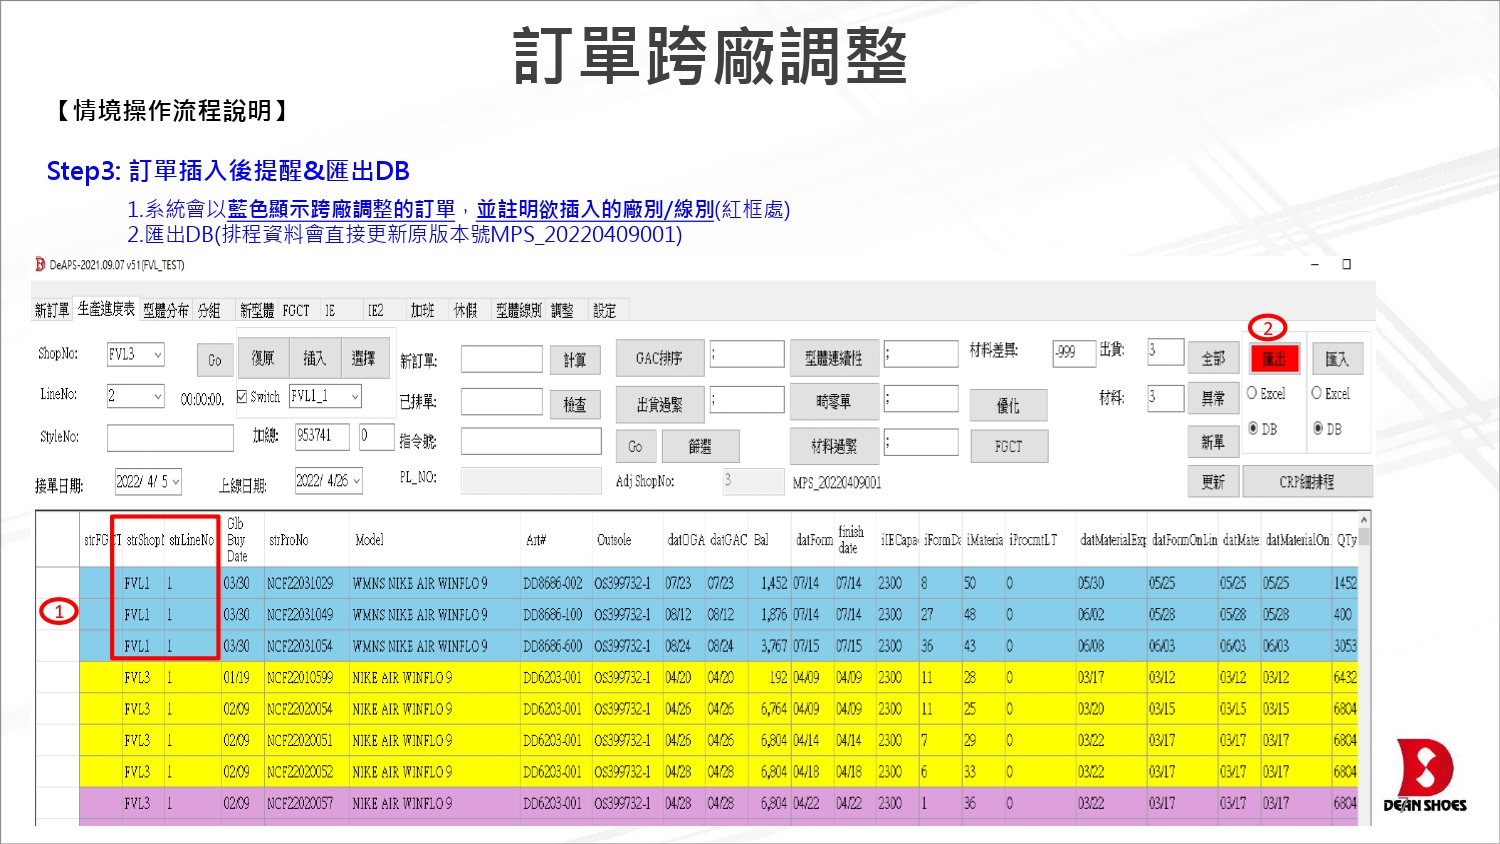 訂單跨廠調整
【情境操作流程說明】
Step3: 訂單插入後提醒&匯出DB
1.系統會以藍色顯示跨廠調整的訂單，並註明欲插入的廠別/線別(紅框處)
2.匯出DB(排程資料會直接更新原版本號MPS_20220409001)
DeAPS-2021.09.07 v51(FVL_TEST)
新訂單 生產進度表 型體分布 分組 新型體 FGCT IE IE2 加班 休假 型體線別 調整 設定
2
ShopNo: FVL3 Go 復原 插入 選擇 新訂單: 計算 GAC排序 ; 型體連續性 ; 材料差異: -999 出貨: 3 全部 匯出 匯入
LineNo: 2 00:00:00. Switch FVL1_1 已排單: 檢查 出貨過緊 ; 畸零單 ; 優化 材料: 3 異常 Excel Excel
StyleNo: 加總: 953741 0 指令號: Go 篩選 材料過緊 ; FGCT 新單 DB DB
接單日期: 2022/ 4/ 5 上線日期: 2022/ 4/26 PL_NO: Adj ShopNo: 3 MPS_20220409001 更新 CRP細排程
strFGCT strShopN strLineNo Glb Buy Date strProNo Model Art# Outsole datOGA datGAC Bal datForm finish date iIECapa iFormDa iMateria iProcmtLT datMaterialExp datFormOnLin datMate datMaterialOn QTy
FVL1 1 03/30 NCF22031029 WMNS NIKE AIR WINFLO 9 DD8686-002 OS399732-1 07/23 07/23 1,452 07/14 07/14 2300 8 50 0 05/30 05/25 05/25 05/25 1452
1
FVL1 1 03/30 NCF22031049 WMNS NIKE AIR WINFLO 9 DD8686-100 OS399732-1 08/12 08/12 1,876 07/14 07/14 2300 27 48 0 06/02 05/28 05/28 05/28 400
FVL1 1 03/30 NCF22031054 WMNS NIKE AIR WINFLO 9 DD8686-600 OS399732-1 08/24 08/24 3,767 07/15 07/15 2300 36 43 0 06/08 06/03 06/03 06/03 3053
FVL3 1 01/19 NCF22010599 NIKE AIR WINFLO 9 DD6203-001 OS399732-1 04/20 04/20 192 04/09 04/09 2300 11 28 0 03/17 03/12 03/12 03/12 6432
FVL3 1 02/09 NCF22020054 NIKE AIR WINFLO 9 DD6203-001 OS399732-1 04/26 04/26 6,764 04/09 04/09 2300 11 25 0 03/20 03/15 03/15 03/15 6804
FVL3 1 02/09 NCF22020051 NIKE AIR WINFLO 9 DD6203-001 OS399732-1 04/26 04/26 6,804 04/14 04/14 2300 7 29 0 03/22 03/17 03/17 03/17 6804
FVL3 1 02/09 NCF22020052 NIKE AIR WINFLO 9 DD6203-001 OS399732-1 04/28 04/28 6,804 04/18 04/18 2300 6 33 0 03/22 03/17 03/17 03/17 6804
FVL3 1 02/09 NCF22020057 NIKE AIR WINFLO 9 DD6203-001 OS399732-1 04/28 04/28 6,804 04/22 04/22 2300 1 36 0 03/22 03/17 03/17 03/17 6804
DEAN SHOES